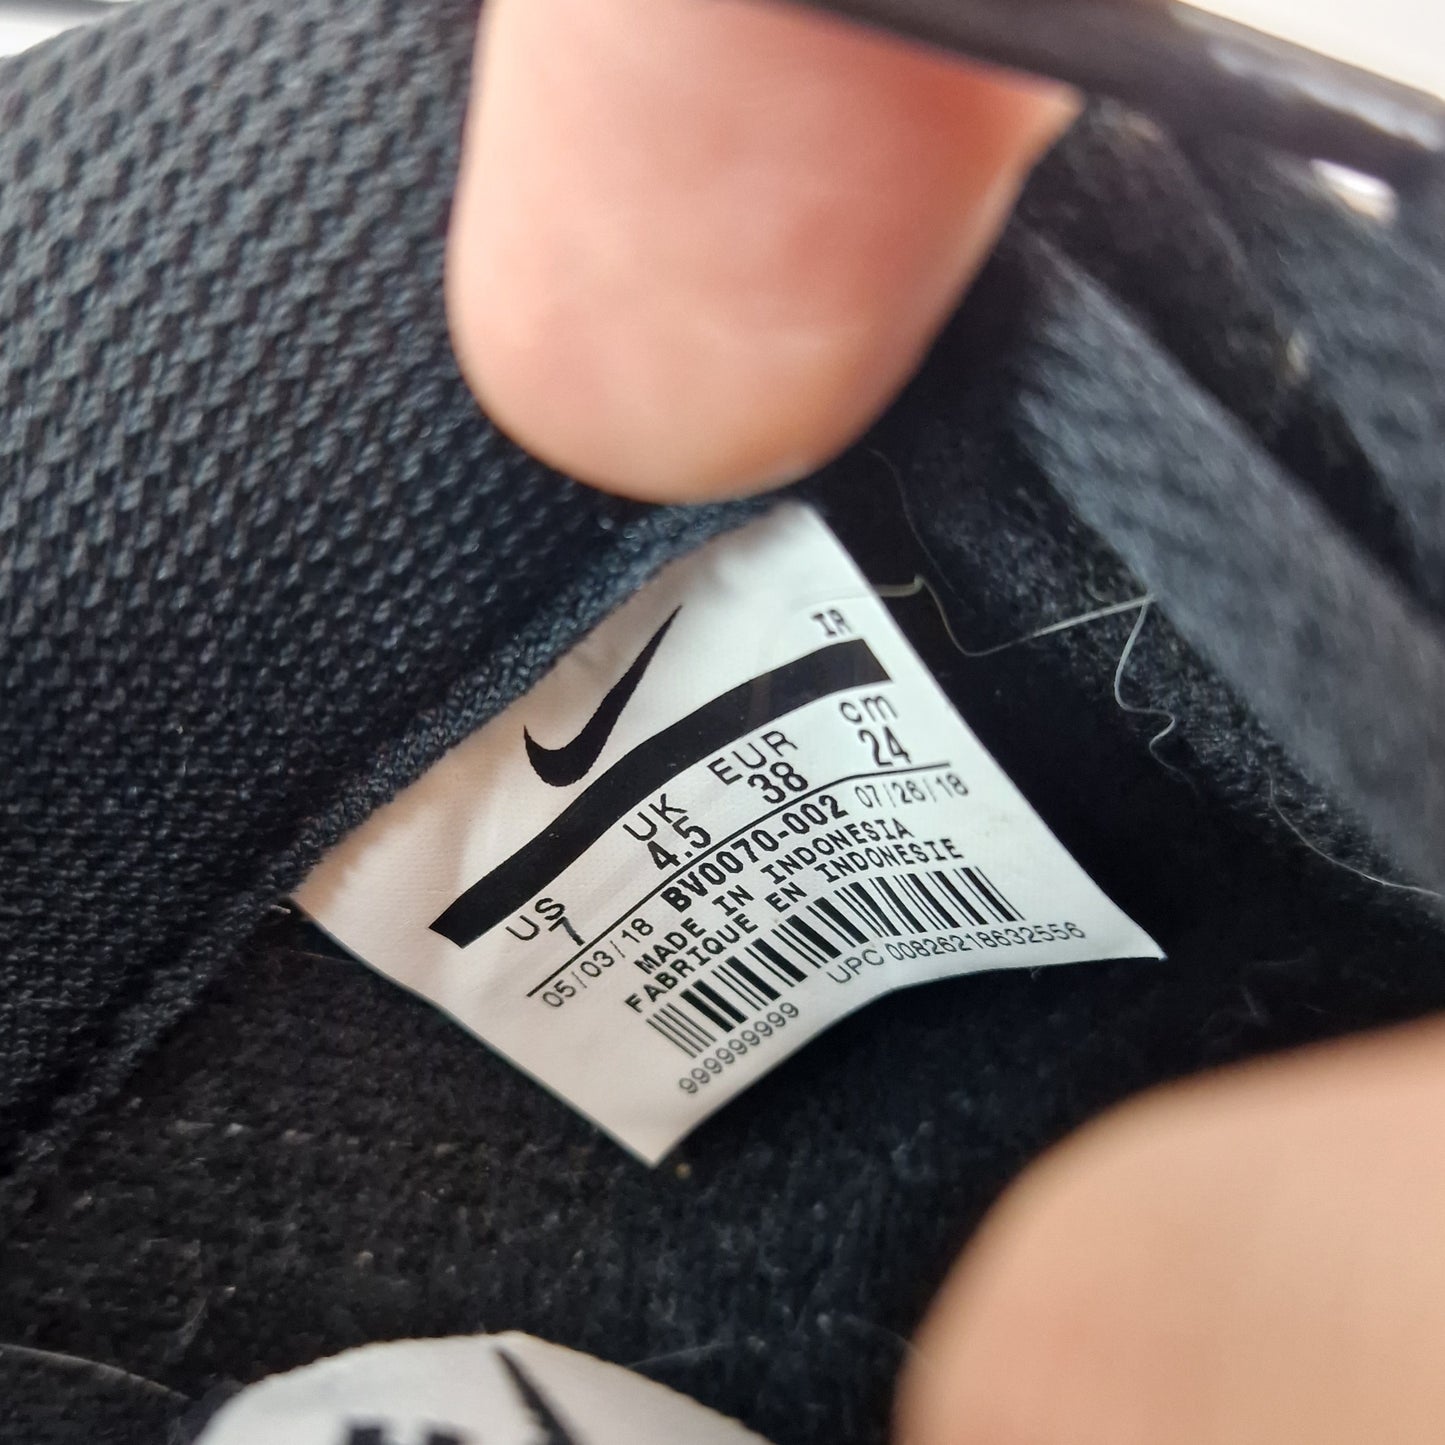 IR
US UK EUR cm
7 4.5 38 24
05/03/18 BV0070-002 07/26/18
MADE IN INDONESIA
FABRIQUE EN INDONESIE
999999999 UPC 00826218632556